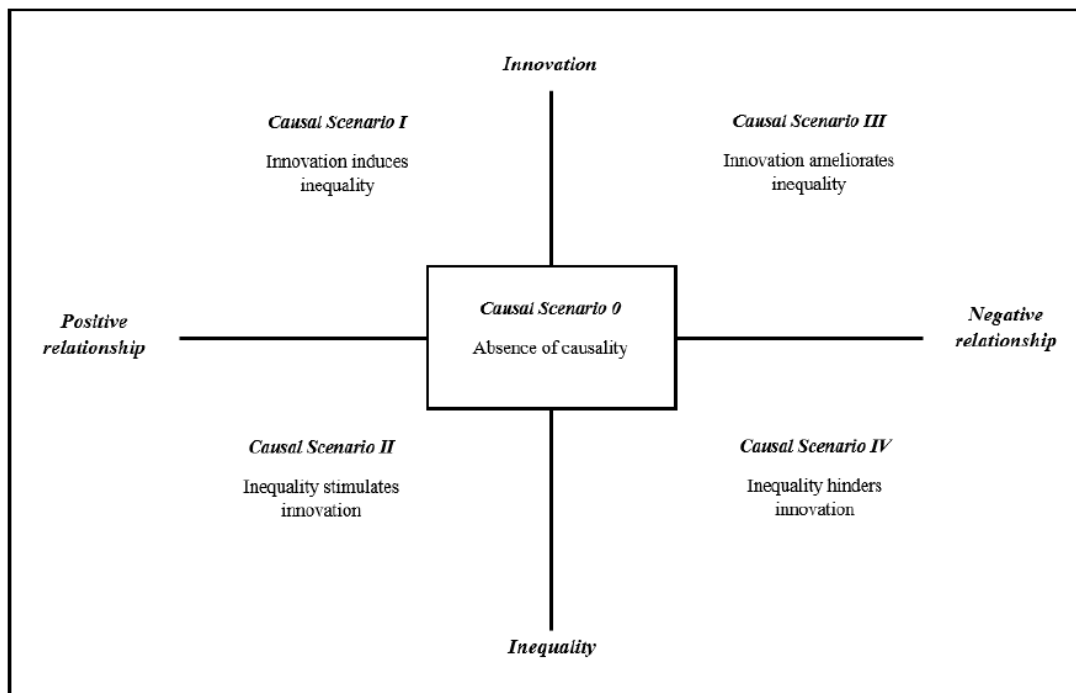 Innovation
Causal Scenario I
Innovation induces
inequality
Causal Scenario III
Innovation ameliorates
inequality
Positive
relationship
Causal Scenario 0
Absence of causality
Negative
relationship
Causal Scenario II
Inequality stimulates
innovation
Causal Scenario IV
Inequality hinders
innovation
Inequality